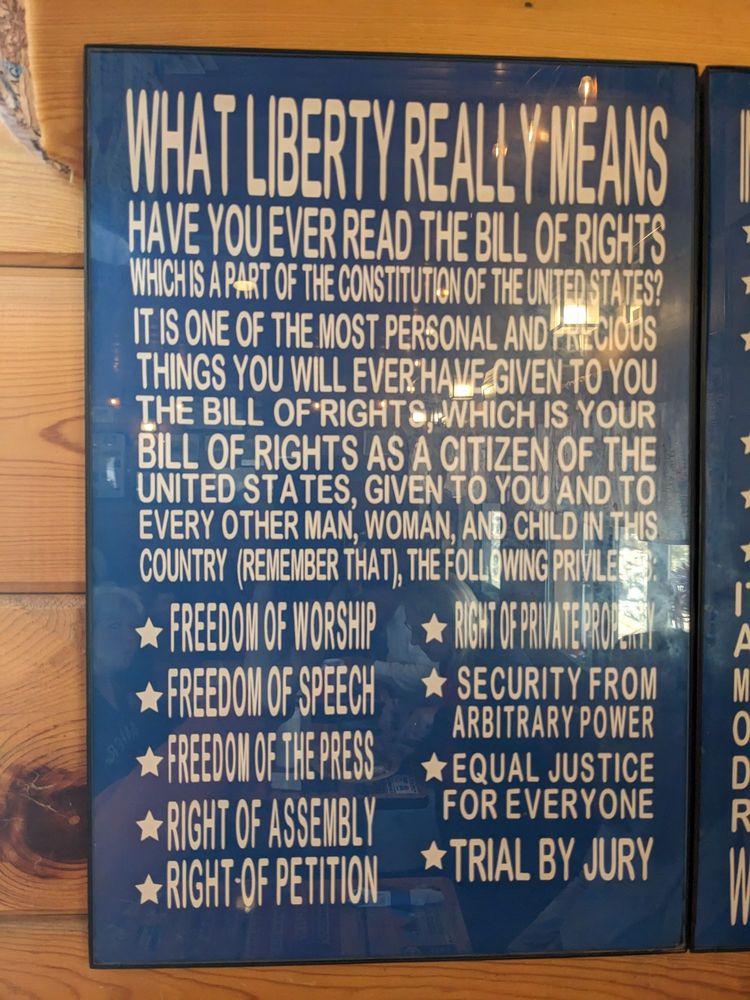 WHAT LIBERTY REALLY MEANS
HAVE YOU EVER READ THE BILL OF RIGHTS
WHICH IS A PART OF THE CONSTITUTION OF THE UNITED STATES?
IT IS ONE OF THE MOST PERSONAL AND PRECIOUS
THINGS YOU WILL EVER HAVE GIVEN TO YOU
THE BILL OF RIGHTS, WHICH IS YOUR
BILL OF RIGHTS AS A CITIZEN OF THE
UNITED STATES, GIVEN TO YOU AND TO
EVERY OTHER MAN, WOMAN, AND CHILD IN THIS
COUNTRY (REMEMBER THAT), THE FOLLOWING PRIVILEGES:
FREEDOM OF WORSHIP
FREEDOM OF SPEECH
FREEDOM OF THE PRESS
RIGHT OF ASSEMBLY
RIGHT OF PETITION
RIGHT OF PRIVATE PROPERTY
SECURITY FROM
ARBITRARY POWER
EQUAL JUSTICE
FOR EVERYONE
TRIAL BY JURY